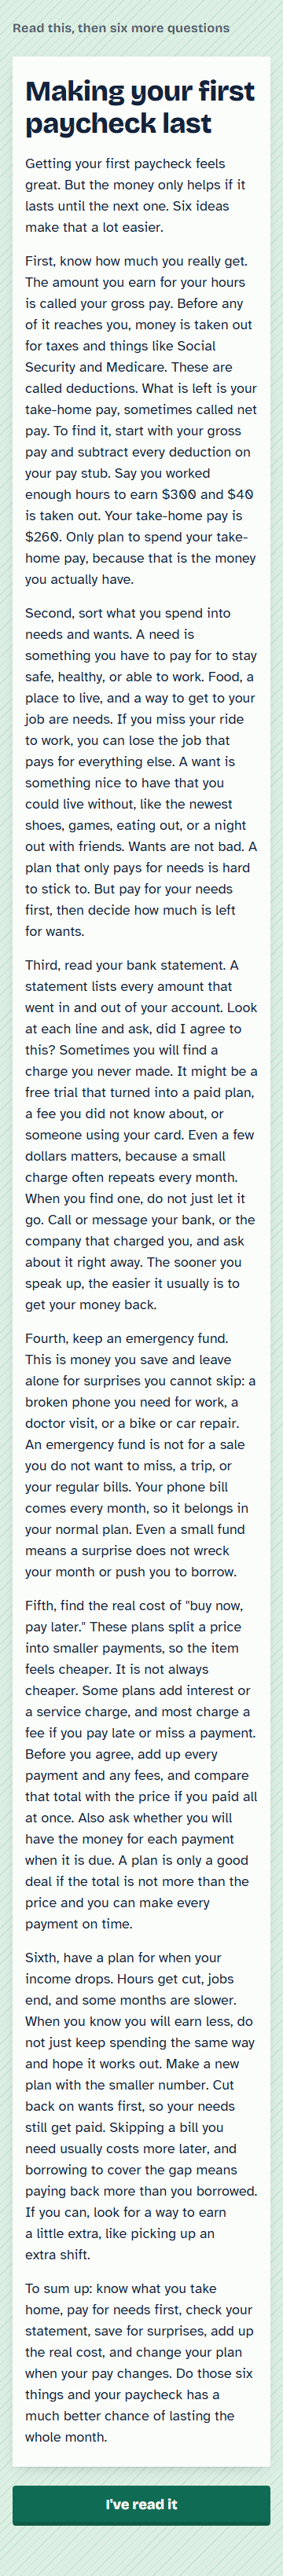 Read this, then six more questions
Making your first
paycheck last
Getting your first paycheck feels
great. But the money only helps if it
lasts until the next one. Six ideas
make that a lot easier.
First, know how much you really get.
The amount you earn for your hours
is called your gross pay. Before any
of it reaches you, money is taken out
for taxes and things like Social
Security and Medicare. These are
called deductions. What is left is your
take-home pay, sometimes called net
pay. To find it, start with your gross
pay and subtract every deduction on
your pay stub. Say you worked
enough hours to earn $300 and $40
is taken out. Your take-home pay is
$260. Only plan to spend your take-
home pay, because that is the money
you actually have.
Second, sort what you spend into
needs and wants. A need is
something you have to pay for to stay
safe, healthy, or able to work. Food, a
place to live, and a way to get to your
job are needs. If you miss your ride
to work, you can lose the job that
pays for everything else. A want is
something nice to have that you
could live without, like the newest
shoes, games, eating out, or a night
out with friends. Wants are not bad. A
plan that only pays for needs is hard
to stick to. But pay for your needs
first, then decide how much is left
for wants.
Third, read your bank statement. A
statement lists every amount that
went in and out of your account. Look
at each line and ask, did I agree to
this? Sometimes you will find a
charge you never made. It might be a
free trial that turned into a paid plan,
a fee you did not know about, or
someone using your card. Even a few
dollars matters, because a small
charge often repeats every month.
When you find one, do not just let it
go. Call or message your bank, or the
company that charged you, and ask
about it right away. The sooner you
speak up, the easier it usually is to
get your money back.
Fourth, keep an emergency fund.
This is money you save and leave
alone for surprises you cannot skip: a
broken phone you need for work, a
doctor visit, or a bike or car repair.
An emergency fund is not for a sale
you do not want to miss, a trip, or
your regular bills. Your phone bill
comes every month, so it belongs in
your normal plan. Even a small fund
means a surprise does not wreck
your month or push you to borrow.
Fifth, find the real cost of "buy now,
pay later." These plans split a price
into smaller payments, so the item
feels cheaper. It is not always
cheaper. Some plans add interest or
a service charge, and most charge a
fee if you pay late or miss a payment.
Before you agree, add up every
payment and any fees, and compare
that total with the price if you paid all
at once. Also ask whether you will
have the money for each payment
when it is due. A plan is only a good
deal if the total is not more than the
price and you can make every
payment on time.
Sixth, have a plan for when your
income drops. Hours get cut, jobs
end, and some months are slower.
When you know you will earn less, do
not just keep spending the same way
and hope it works out. Make a new
plan with the smaller number. Cut
back on wants first, so your needs
still get paid. Skipping a bill you
need usually costs more later, and
borrowing to cover the gap means
paying back more than you borrowed.
If you can, look for a way to earn
a little extra, like picking up an
extra shift.
To sum up: know what you take
home, pay for needs first, check your
statement, save for surprises, add up
the real cost, and change your plan
when your pay changes. Do those six
things and your paycheck has a
much better chance of lasting the
whole month.
I've read it